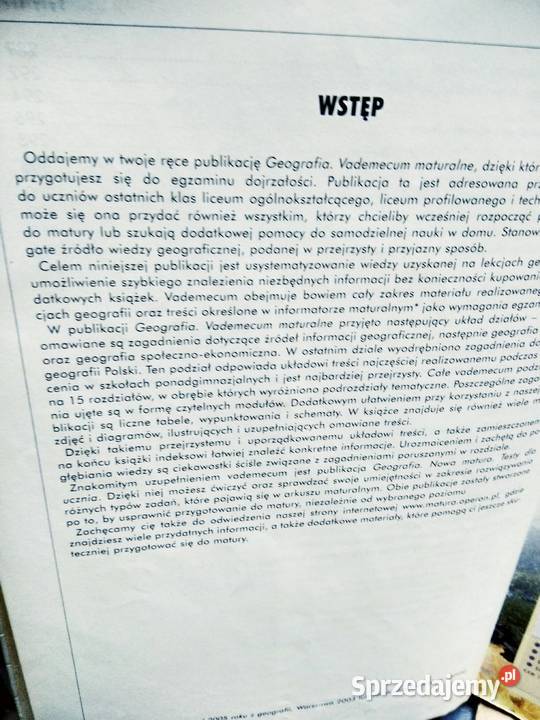 WSTĘP
Oddajemy w twoje ręce publikację Geografia. Vademecum maturalne, dzięki któr
przygotujesz się do egzaminu dojrzałości. Publikacja ta jest adresowana prz
do uczniów ostatnich klas liceum ogólnokształcącego, liceum profilowanego i tech
może się ona przydać również wszystkim, którzy chcieliby wcześniej rozpocząć p
do matury lub szukają dodatkowej pomocy do samodzielnej nauki w domu. Stanow
gate źródło wiedzy geograficznej, podanej w przejrzysty i przyjazny sposób.
Celem niniejszej publikacji jest usystematyzowanie wiedzy uzyskanej na lekcjach ge
umożliwienie szybkiego znalezienia niezbędnych informacji bez konieczności kupowani
datkowych książek. Vademecum obejmuje bowiem cały zakres materiału realizowaneg
cjach geografii oraz treści określone w informatorze maturalnym* jako wymagania egzam
W publikacji Geografia. Vademecum maturalne przyjęto następujący układ działów –
omawiane są zagadnienia dotyczące źródeł informacji geograficznej, następnie geografia
oraz geografia społeczno-ekonomiczna. W ostatnim dziale wyodrębniono zagadnienia do
geografii Polski. Ten podział odpowiada układowi treści najczęściej realizowanemu podczas
cenia w szkołach ponadgimnazjalnych i jest najbardziej przejrzysty. Całe vademecum podzi
na 15 rozdziałów, w obrębie których wyróżniono podrozdziały tematyczne. Poszczególne zaga
nia ujęte są w formę czytelnych modułów. Dodatkowym ułatwieniem przy korzystaniu z naszej
blikacji są liczne tabele, wypunktowania i schematy. W książce znajduje się również wiele m
zdjęć i diagramów, ilustrujących i uzupełniających omawiane treści.
Dzięki takiemu przejrzystemu i uporządkowanemu układowi treści, a także zamieszczonem
na końcu książki indeksowi łatwiej znaleźć konkretne informacje. Urozmaiceniem i zachętą do po
głębiania wiedzy są ciekawostki ściśle związane z zagadnieniami poruszanymi w rozdziale.
Znakomitym uzupełnieniem vademecum jest publikacja Geografia. Nowa matura. Testy dla
ucznia. Dzięki niej możesz ćwiczyć oraz sprawdzać swoje umiejętności w zakresie rozwiązywania
różnych typów zadań, które pojawią się w arkuszu maturalnym. Obie publikacje zostały stworzone
po to, by usprawnić przygotowanie do matury, niezależnie od wybranego poziomu.
Zachęcamy cię także do odwiedzenia naszej strony internetowej www.matura.operon.pl, gdzie
znajdziesz wiele przydatnych informacji, a także dodatkowe materiały, które pomogą ci jeszcze sku-
teczniej przygotować się do matury.
2005 roku z geografii, Warszawa 2003
Sprzedajemy.pl